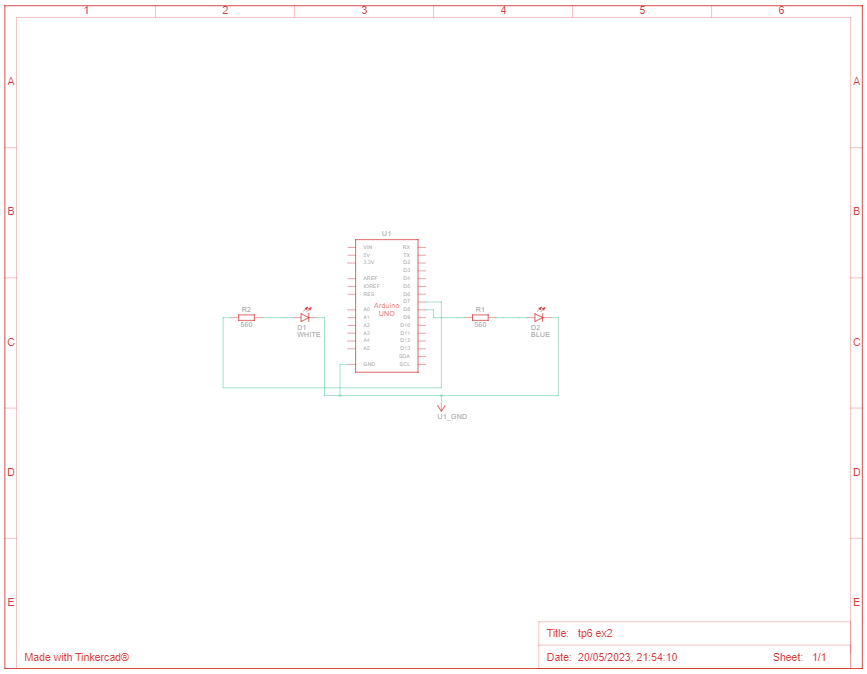 1 2 3 4 5 6
A A
B B
U1
VIN RX
5V TX
3.3V D2
D3
AREF D4
IOREF D5
RES D6
D7
A0 Arduino D8
A1 UNO D9
A2 D10
A3 D11
A4 D12
A5 D13
SDA
GND SCL
R2
560
D1
WHITE
R1
560
D2
BLUE
C C
U1_GND
D D
E E
Title: tp6 ex2
Made with Tinkercad®
Date: 20/05/2023, 21:54:10 Sheet: 1/1